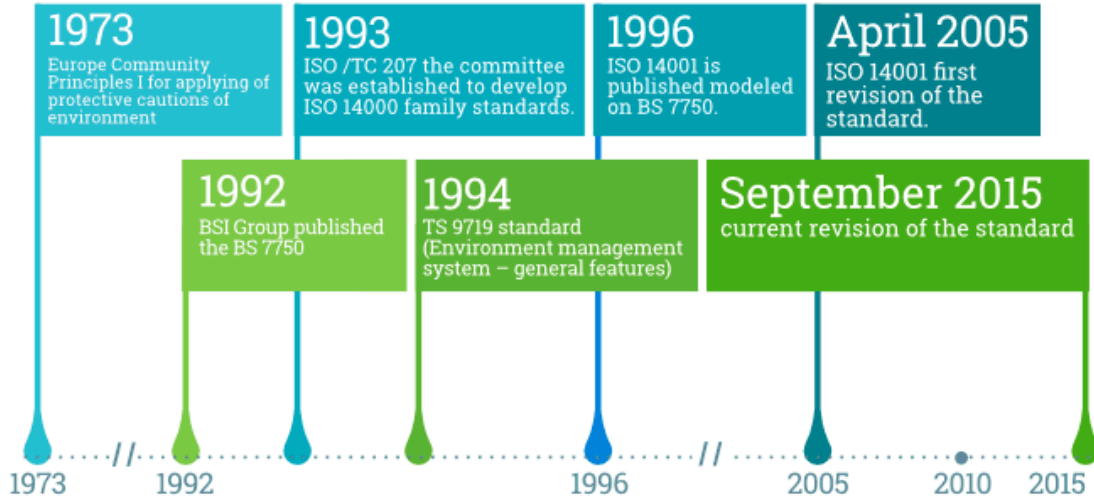 1973
Europe Community
Principles I for applying of
protective cautions of
environment
1993
ISO /TC 207 the committee
was established to develop
ISO 14000 family standards.
1996
ISO 14001 is
published modeled
on BS 7750.
April 2005
ISO 14001 first
revision of the
standard.
1992
BSI Group published
the BS 7750
1994
TS 9719 standard
(Environment management
system – general features)
September 2015
current revision of the standard
1973
1992
1996
2005
2010
2015